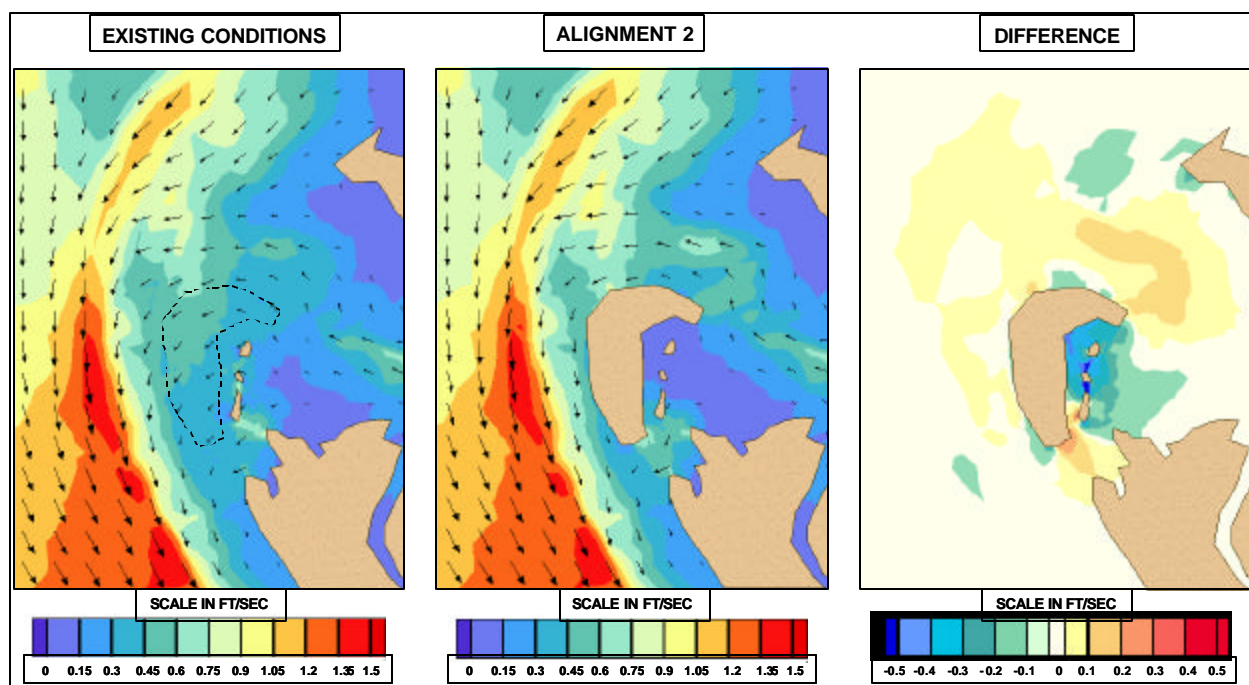 EXISTING CONDITIONS
ALIGNMENT 2
DIFFERENCE
SCALE IN FT/SEC
SCALE IN FT/SEC
SCALE IN FT/SEC
0 0.15 0.3 0.45 0.6 0.75 0.9 1.05 1.2 1.35 1.5
0 0.15 0.3 0.45 0.6 0.75 0.9 1.05 1.2 1.35 1.5
-0.5 -0.4 -0.3 -0.2 -0.1 0 0.1 0.2 0.3 0.4 0.5